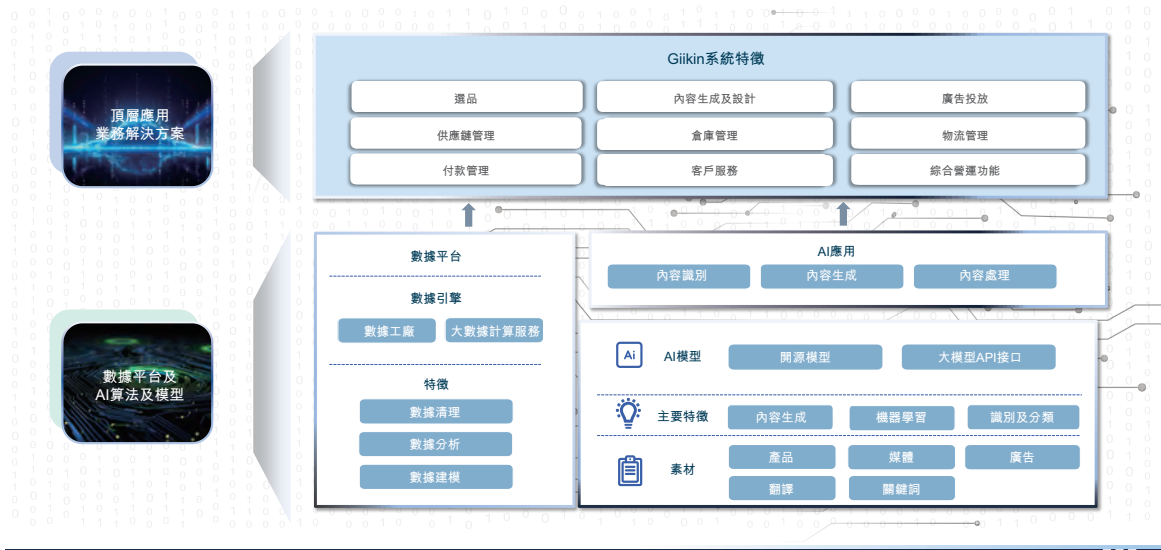 頂層應用
業務解決方案
Giikin系統特徵
選品
內容生成及設計
廣告投放
供應鏈管理
倉庫管理
物流管理
付款管理
客戶服務
綜合營運功能
數據平台及
AI算法及模型
數據平台
數據引擎
數據工廠
大數據計算服務
特徵
數據清理
數據分析
數據建模
AI應用
內容識別
內容生成
內容處理
Ai
AI模型
開源模型
大模型API接口
主要特徵
內容生成
機器學習
識別及分類
素材
產品
媒體
廣告
翻譯
關鍵詞